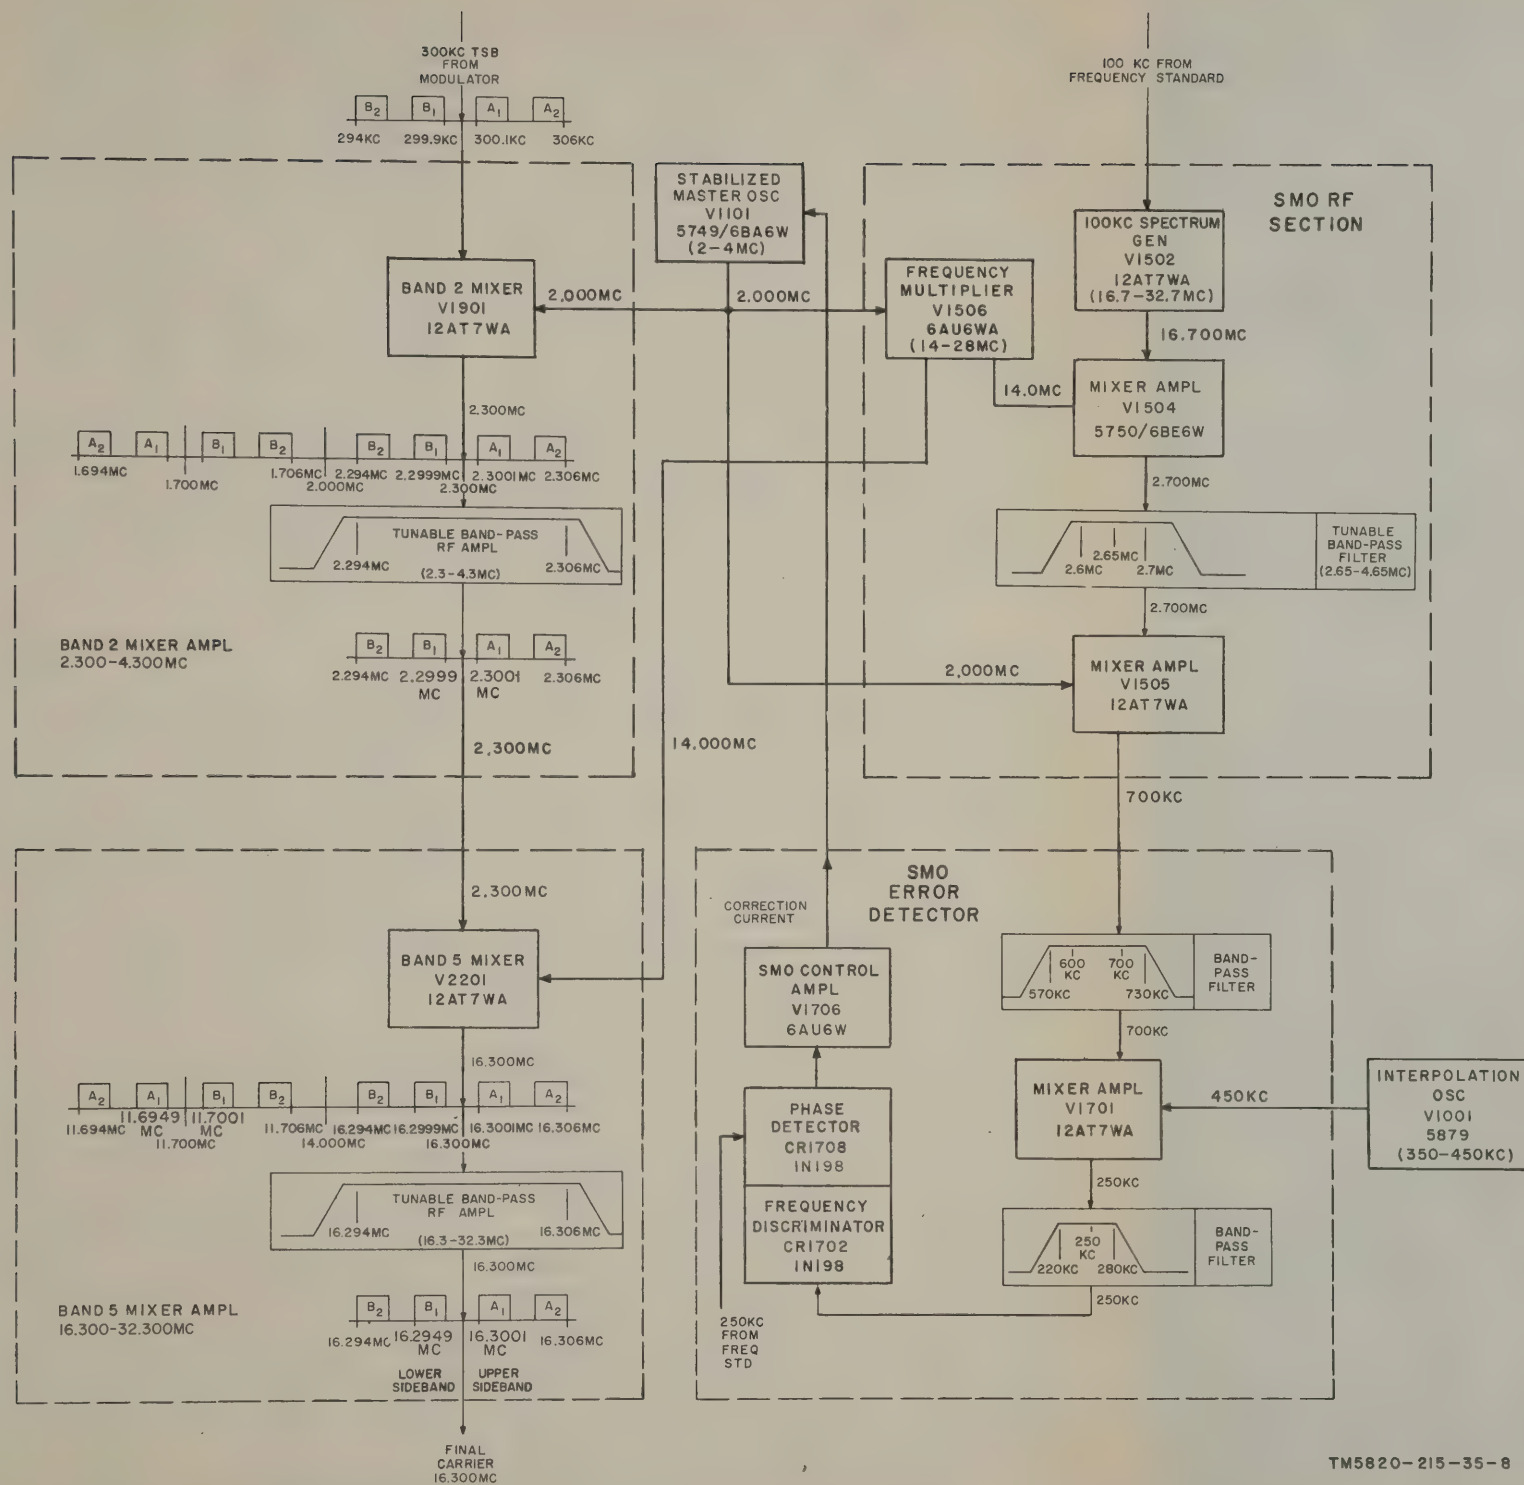 300KC TSB
FROM
MODULATOR
B2 B1 A1 A2
294KC 299.9KC 300.1KC 306KC
BAND 2 MIXER
V1901
12AT7WA
2,000MC
2.300MC
A2 A1 B1 B2 B2 B1 A1 A2
1.694MC 1.706MC 2.294MC 2.2999MC 2.3001MC 2.306MC
1.700MC 2.000MC 2.300MC
TUNABLE BAND-PASS
RF AMPL
2.294MC 2.306MC
(2.3-4.3MC)
BAND 2 MIXER AMPL
2.300-4.300MC
B2 B1 A1 A2
2.294MC 2.2999 2.3001 2.306MC
MC MC
2,300MC
STABILIZED
MASTER OSC
V1101
5749/6BA6W
(2-4MC)
2.000MC
100 KC FROM
FREQUENCY STANDARD
SMO RF
SECTION
100KC SPECTRUM
GEN
V1502
12AT7WA
(16.7-32.7MC)
FREQUENCY
MULTIPLIER
V1506
6AU6WA
(14-28MC)
16.700MC
14.0MC
MIXER AMPL
V1504
5750/6BE6W
2.700MC
2.65MC
2.6MC 2.7MC
TUNABLE
BAND-PASS
FILTER
(2.65-4.65MC)
2.700MC
2,000MC
MIXER AMPL
V1505
12AT7WA
14.000MC
700KC
2,300MC
BAND 5 MIXER
V2201
12AT7WA
16.300MC
A2 A1 B1 B2 B2 B1 A1 A2
11.6949 11.7001
11.694MC MC MC 11.706MC 16.294MC 16.2999MC 16.3001MC 16.306MC
11.700MC 14.000MC 16.300MC
TUNABLE BAND-PASS
RF AMPL
16.294MC 16.306MC
(16.3-32.3MC)
16.300MC
BAND 5 MIXER AMPL
16.300-32.300MC
B2 B1 A1 A2
16.294MC 16.2949 16.3001 16.306MC
MC MC
LOWER UPPER
SIDEBAND SIDEBAND
FINAL
CARRIER
16.300MC
SMO
ERROR
DETECTOR
CORRECTION
CURRENT
SMO CONTROL
AMPL
V1706
6AU6W
PHASE
DETECTOR
CR1708
1N198
FREQUENCY
DISCRIMINATOR
CR1702
1N198
250KC
FROM
FREQ
STD
600 700
KC KC
570KC 730KC
BAND-
PASS
FILTER
700KC
MIXER AMPL
V1701
12AT7WA
450KC
INTERPOLATION
OSC
V1001
5879
(350-450KC)
250KC
250
KC
220KC 280KC
BAND-
PASS
FILTER
250KC
TM5820-215-35-8